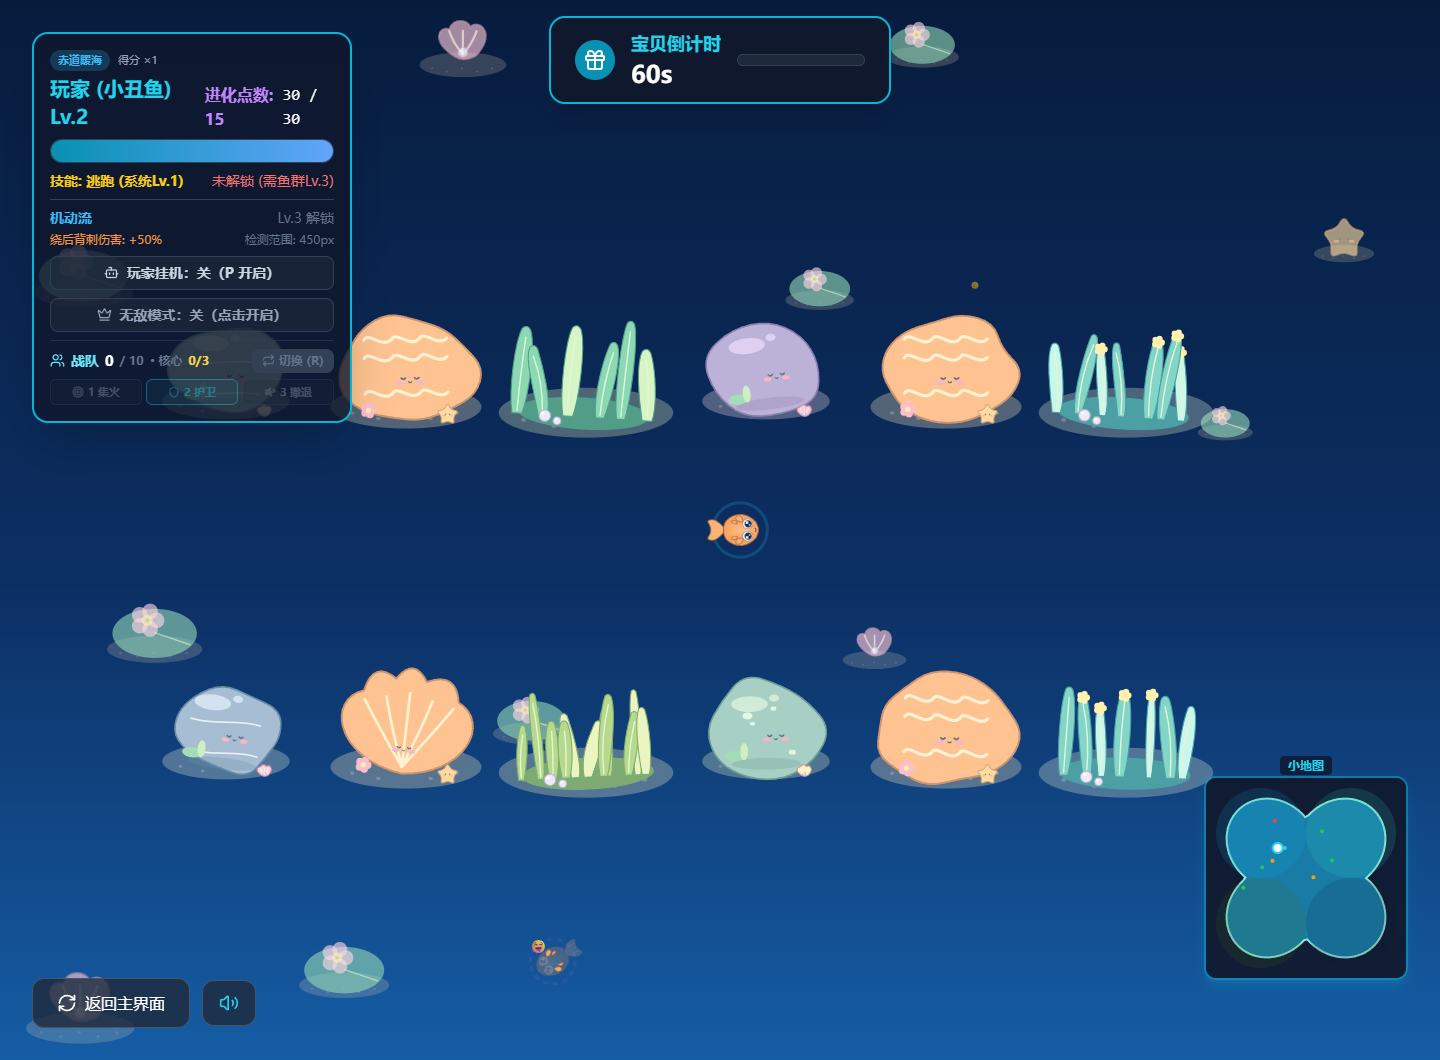 赤道暖海 得分 ×1
玩家 (小丑鱼) Lv.2
进化点数: 15
30 / 30
技能: 逃跑 (系统Lv.1) 未解锁 (需鱼群Lv.3)
机动流 Lv.3 解锁
绕后背刺伤害: +50% 检测范围: 450px
玩家挂机：关（P 开启）
无敌模式：关（点击开启）
战队 0 / 10 • 核心 0/3 切换 (R)
1 集火 2 护卫 3 撤退
宝贝倒计时
60s
小地图
返回主界面